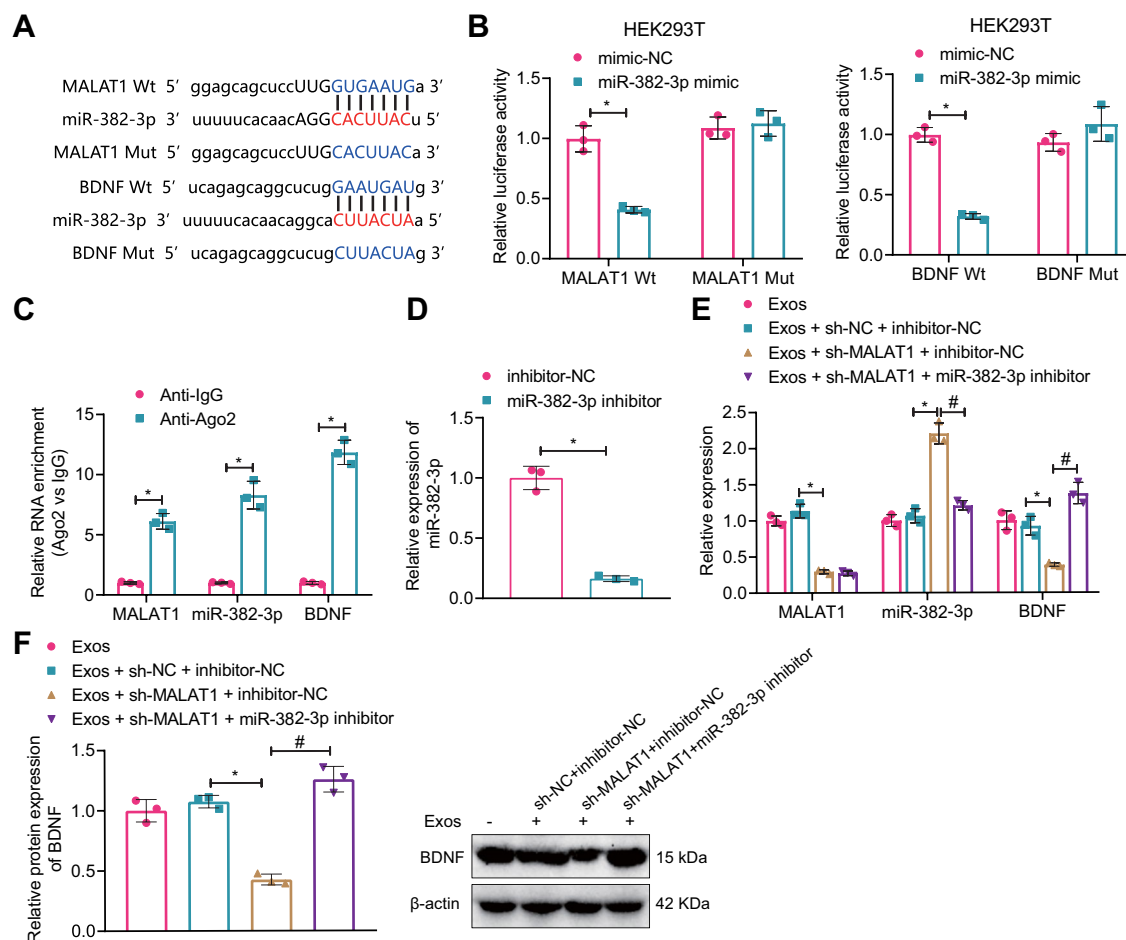 A
MALAT1 Wt 5' ggagcagcuccUUGGUGAAUGa 3'
miR-382-3p 3' uuuuucacaacAGGCACUUACu 5'
MALAT1 Mut 5' ggagcagcuccUUGCACUUACa 3'
BDNF Wt 5' ucagagcaggcucugGAAUGAUg 3'
miR-382-3p 3' uuuuucacaacaggcaCUUACUAa 5'
BDNF Mut 5' ucagagcaggcucugCUUACUAg 3'
B
HEK293T
mimic-NC
miR-382-3p mimic
Relative luciferase activity
1.5
1.0
0.5
0.0
*
MALAT1 Wt
MALAT1 Mut
HEK293T
mimic-NC
miR-382-3p mimic
Relative luciferase activity
1.5
1.0
0.5
0.0
*
BDNF Wt
BDNF Mut
C
Anti-IgG
Anti-Ago2
Relative RNA enrichment
(Ago2 vs IgG)
15
10
5
0
*
*
*
MALAT1
miR-382-3p
BDNF
D
inhibitor-NC
miR-382-3p inhibitor
Relative expression of
miR-382-3p
1.5
1.0
0.5
0.0
*
E
Exos
Exos + sh-NC + inhibitor-NC
Exos + sh-MALAT1 + inhibitor-NC
Exos + sh-MALAT1 + miR-382-3p inhibitor
Relative expression
2.5
2.0
1.5
1.0
0.5
0.0
*
*
#
*
#
MALAT1
miR-382-3p
BDNF
F
Exos
Exos + sh-NC + inhibitor-NC
Exos + sh-MALAT1 + inhibitor-NC
Exos + sh-MALAT1 + miR-382-3p inhibitor
Relative protein expression
of BDNF
1.5
1.0
0.5
0.0
*
#
sh-NC+inhibitor-NC
sh-MALAT1+inhibitor-NC
sh-MALAT1+miR-382-3p inhibitor
Exos - + + +
BDNF 15 kDa
β-actin 42 KDa